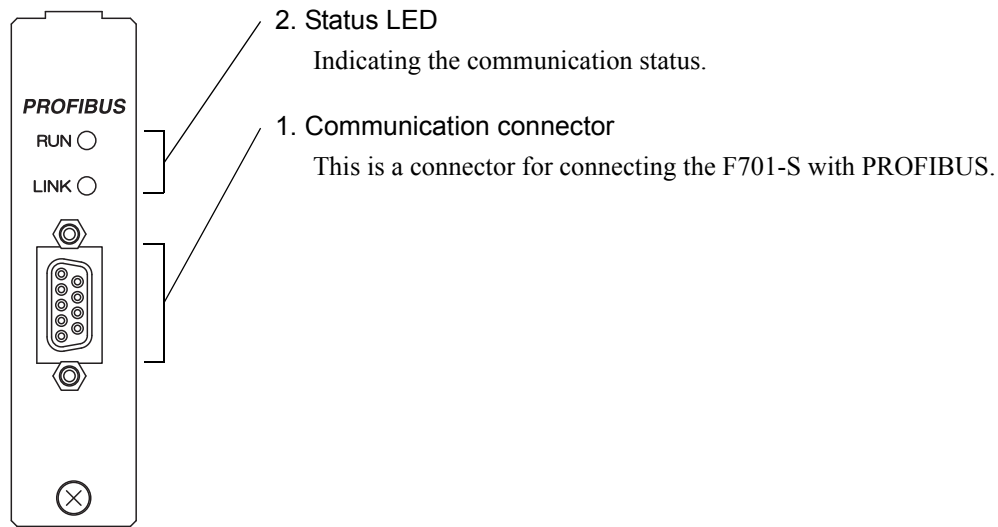 2. Status LED
Indicating the communication status.
PROFIBUS
RUN
LINK
1. Communication connector
This is a connector for connecting the F701-S with PROFIBUS.